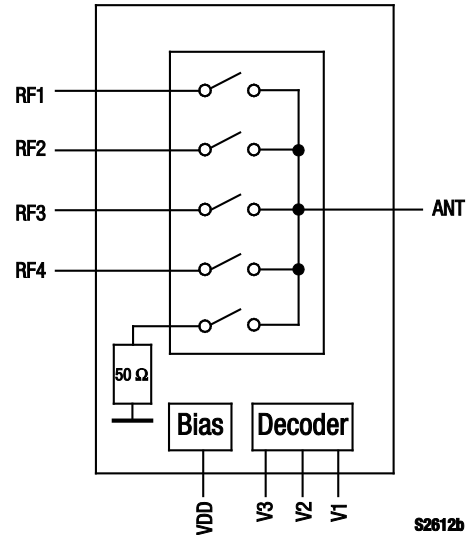 RF1
RF2
RF3
ANT
RF4
50 Ω
Bias
Decoder
VDD
V3
V2
V1
S2612b